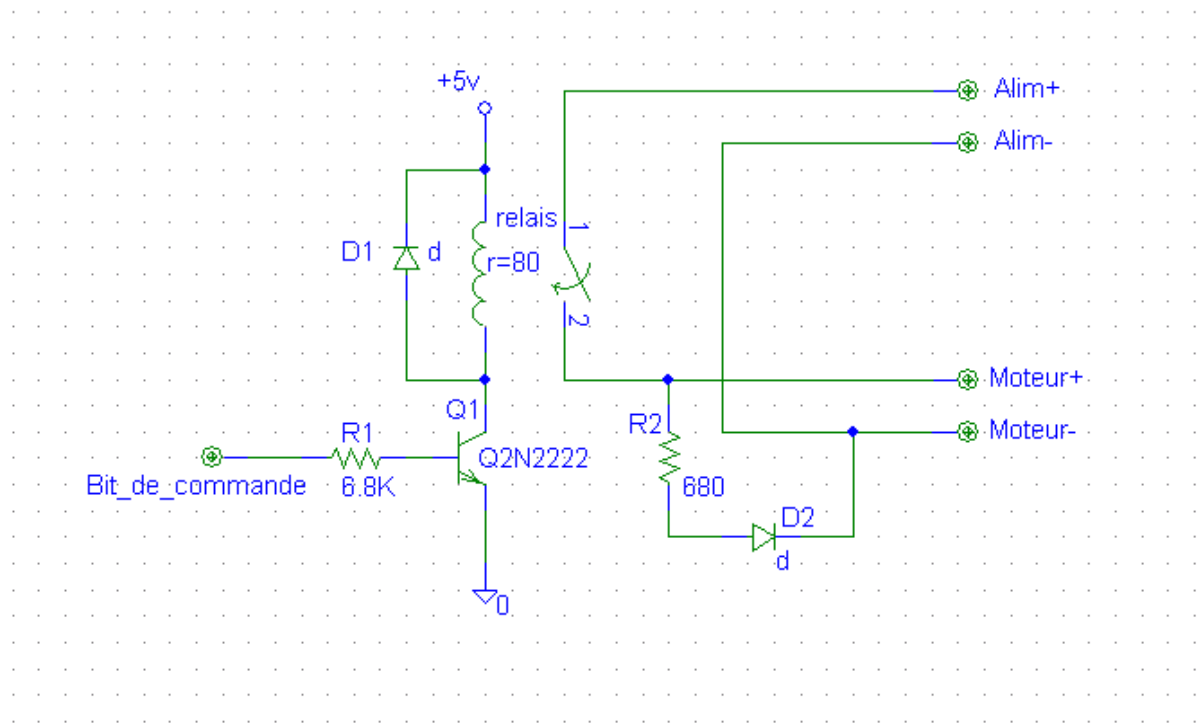 +5v
Alim+
Alim-
relais
1
D1
d
r=80
2
Moteur+
Q1
R2
Moteur-
R1
Q2N2222
Bit_de_commande
6.8K
680
D2
d
0